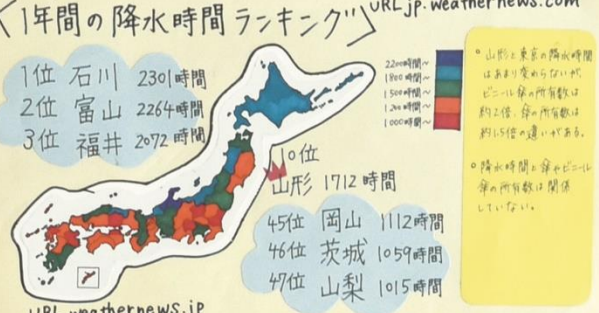 〈1年間の降水時間ランキング〉
URL jp.weathernews.com
1位 石川 2301時間
2位 富山 2264時間
3位 福井 2072時間
2200時間～
1800時間～
1500時間～
1200時間～
1000時間～
10位
山形 1712時間
45位 岡山 1112時間
46位 茨城 1059時間
47位 山梨 1015時間
。山形と東京の降水時間
はあまり変わらないが、
ビニール傘の所有数は
約2倍、傘の所有数は
約1.5倍の違いがある。
。降水時間と傘やビニール
傘の所有数は関係
していない。
URL weathernews.jp